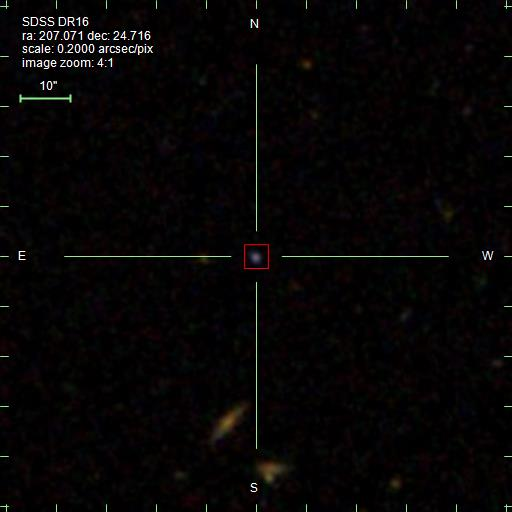 SDSS DR16
ra: 207.071 dec: 24.716
scale: 0.2000 arcsec/pix
image zoom: 4:1
10"
N
E
W
S